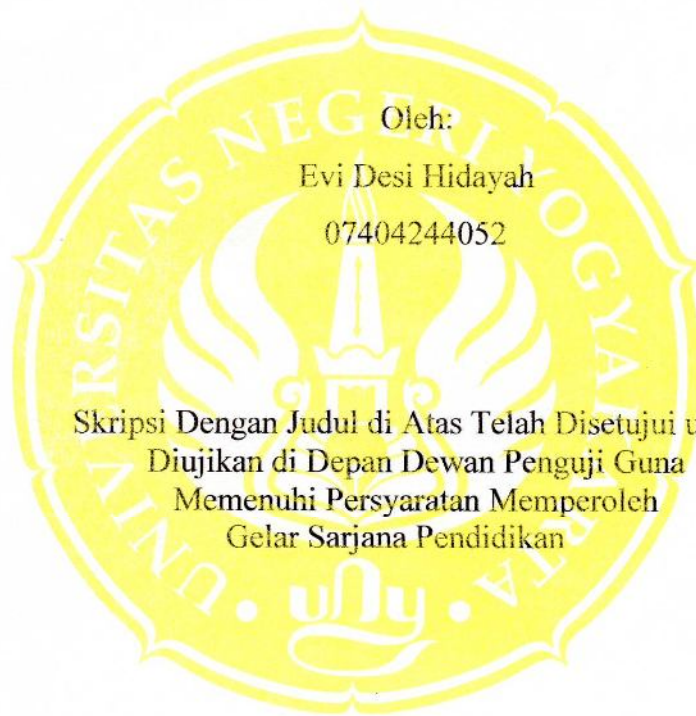 Oleh:
Evi Desi Hidayah
07404244052
Skripsi Dengan Judul di Atas Telah Disetujui u
Diujikan di Depan Dewan Penguji Guna
Memenuhi Persyaratan Memperoleh
Gelar Sarjana Pendidikan
UNIVERSITAS NEGERI YOGYAKARTA
uny